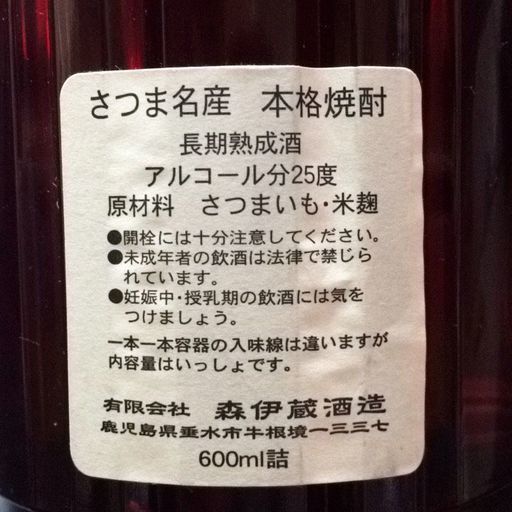 さつま名産　本格焼酎
長期熟成酒
アルコール分25度
原材料　さつまいも・米麹
●開栓には十分注意してください。
●未成年者の飲酒は法律で禁じら
れています。
●妊娠中・授乳期の飲酒には気を
つけましょう。
一本一本容器の入味線は違いますが
内容量はいっしょです。
有限会社　森伊蔵酒造
鹿児島県垂水市牛根境一三三七
600ml詰